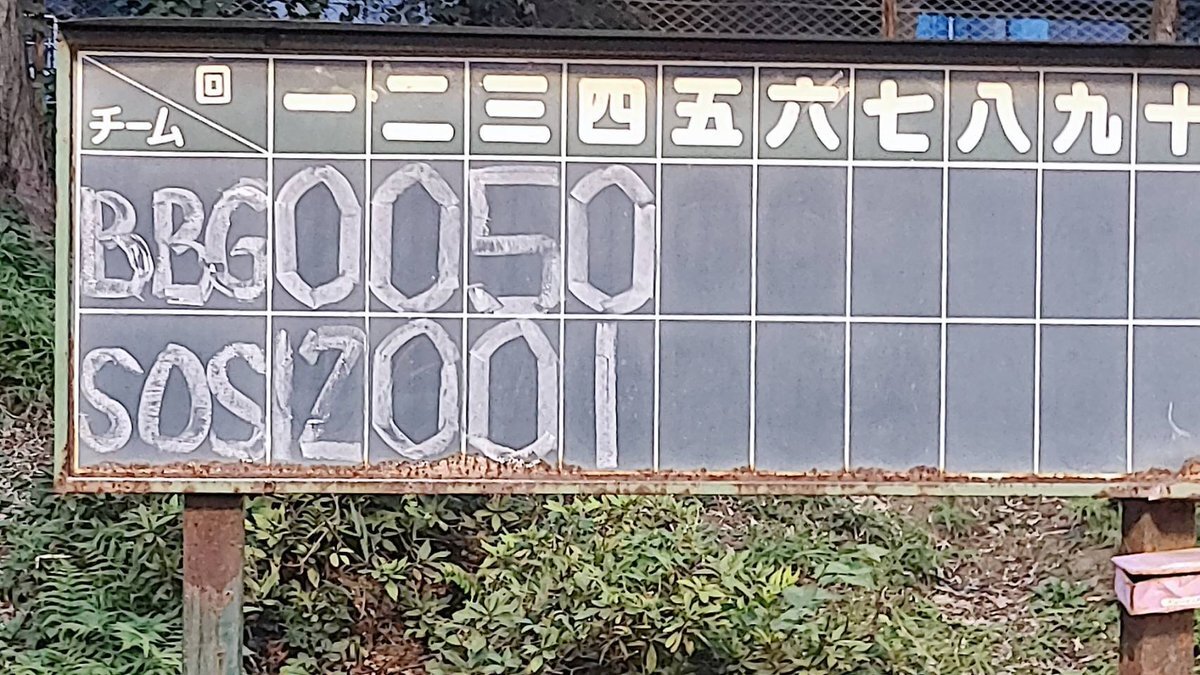 回 一 二 三 四 五 六 七 八 九 十
チーム
BBG 0 0 5 0
SOS 12 0 0 1